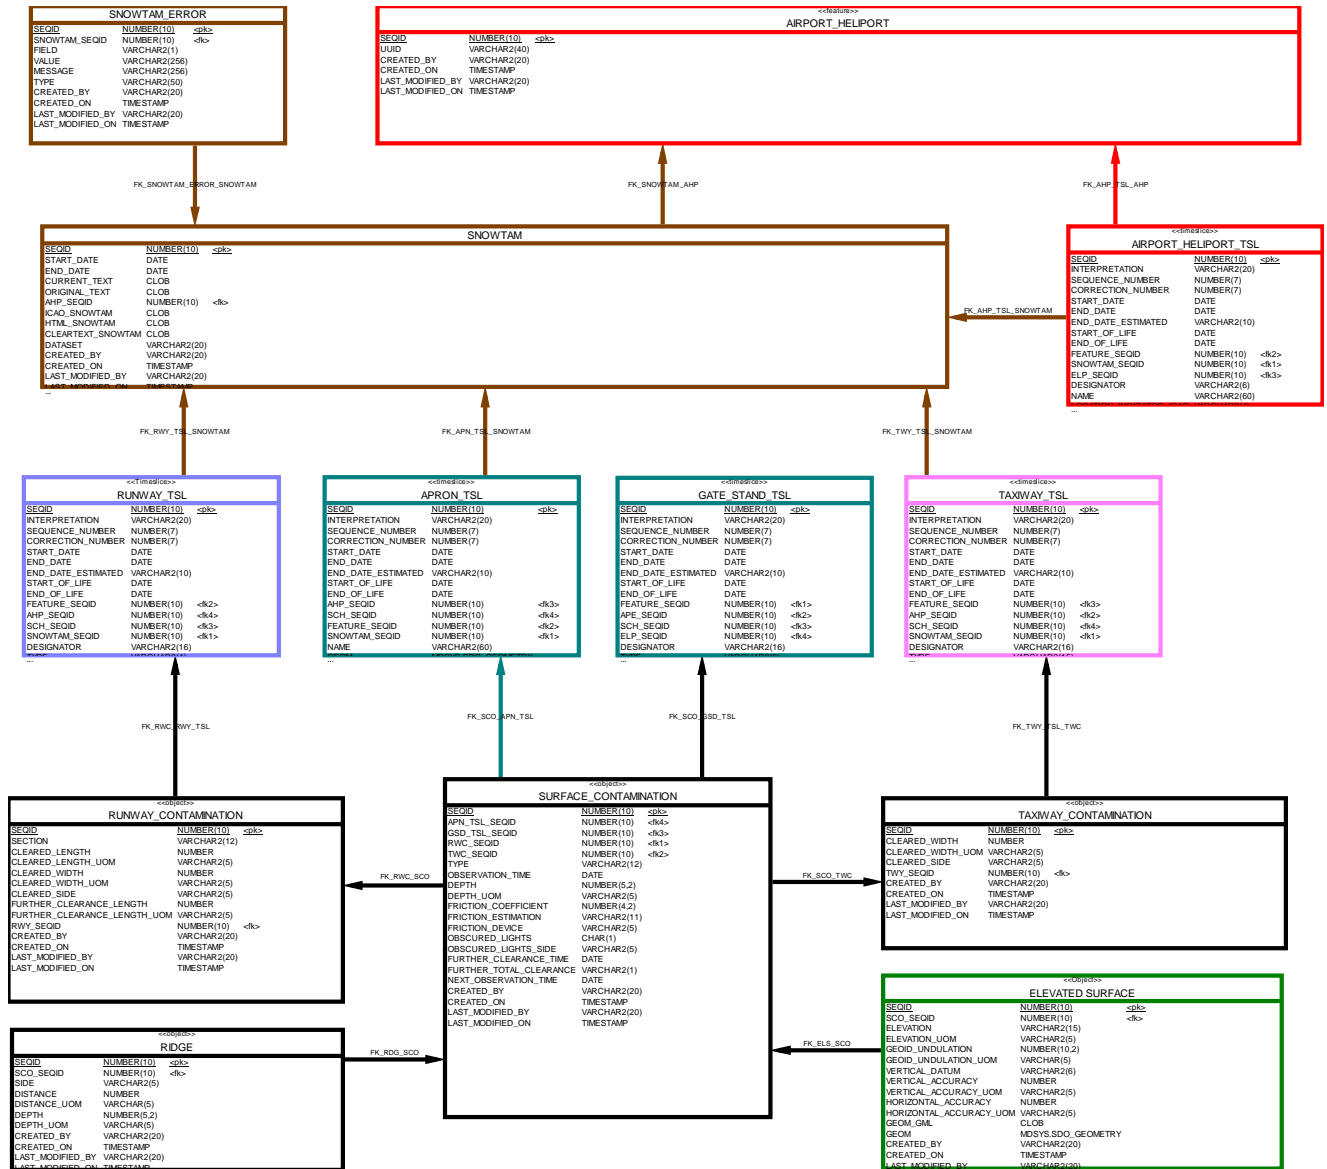 SNOWTAM_ERROR
SEQID NUMBER(10) <pk>
SNOWTAM_SEQID NUMBER(10) <fk>
FIELD VARCHAR2(1)
VALUE VARCHAR2(256)
MESSAGE VARCHAR2(256)
TYPE VARCHAR2(50)
CREATED_BY VARCHAR2(20)
CREATED_ON TIMESTAMP
LAST_MODIFIED_BY VARCHAR2(20)
LAST_MODIFIED_ON TIMESTAMP
<<feature>>
AIRPORT_HELIPORT
SEQID NUMBER(10) <pk>
UUID VARCHAR2(40)
CREATED_BY VARCHAR2(20)
CREATED_ON TIMESTAMP
LAST_MODIFIED_BY VARCHAR2(20)
LAST_MODIFIED_ON TIMESTAMP
FK_SNOWTAM_ERROR_SNOWTAM
FK_SNOWTAM_AHP
FK_AHP_TSL_AHP
SNOWTAM
SEQID NUMBER(10) <pk>
START_DATE DATE
END_DATE DATE
CURRENT_TEXT CLOB
ORIGINAL_TEXT CLOB
AHP_SEQID NUMBER(10) <fk>
ICAO_SNOWTAM CLOB
HTML_SNOWTAM CLOB
CLEARTEXT_SNOWTAM CLOB
DATASET VARCHAR2(20)
CREATED_BY VARCHAR2(20)
CREATED_ON TIMESTAMP
LAST_MODIFIED_BY VARCHAR2(20)
LAST_MODIFIED_ON TIMESTAMP
...
FK_AHP_TSL_SNOWTAM
<<timeslice>>
AIRPORT_HELIPORT_TSL
SEQID NUMBER(10) <pk>
INTERPRETATION VARCHAR2(20)
SEQUENCE_NUMBER NUMBER(7)
CORRECTION_NUMBER NUMBER(7)
START_DATE DATE
END_DATE DATE
END_DATE_ESTIMATED VARCHAR2(10)
START_OF_LIFE DATE
END_OF_LIFE DATE
FEATURE_SEQID NUMBER(10) <fk2>
SNOWTAM_SEQID NUMBER(10) <fk1>
ELP_SEQID NUMBER(10) <fk3>
DESIGNATOR VARCHAR2(6)
NAME VARCHAR2(60)
...
FK_RWY_TSL_SNOWTAM
FK_APN_TSL_SNOWTAM
FK_TWY_TSL_SNOWTAM
<<Timeslice>>
RUNWAY_TSL
SEQID NUMBER(10) <pk>
INTERPRETATION VARCHAR2(20)
SEQUENCE_NUMBER NUMBER(7)
CORRECTION_NUMBER NUMBER(7)
START_DATE DATE
END_DATE DATE
END_DATE_ESTIMATED VARCHAR2(10)
START_OF_LIFE DATE
END_OF_LIFE DATE
FEATURE_SEQID NUMBER(10) <fk2>
AHP_SEQID NUMBER(10) <fk4>
SCH_SEQID NUMBER(10) <fk3>
SNOWTAM_SEQID NUMBER(10) <fk1>
DESIGNATOR VARCHAR2(16)
...
<<timeslice>>
APRON_TSL
SEQID NUMBER(10) <pk>
INTERPRETATION VARCHAR2(20)
SEQUENCE_NUMBER NUMBER(7)
CORRECTION_NUMBER NUMBER(7)
START_DATE DATE
END_DATE DATE
END_DATE_ESTIMATED VARCHAR2(10)
START_OF_LIFE DATE
END_OF_LIFE DATE
AHP_SEQID NUMBER(10) <fk3>
SCH_SEQID NUMBER(10) <fk4>
FEATURE_SEQID NUMBER(10) <fk2>
SNOWTAM_SEQID NUMBER(10) <fk1>
NAME VARCHAR2(60)
...
<<timeslice>>
GATE_STAND_TSL
SEQID NUMBER(10) <pk>
INTERPRETATION VARCHAR2(20)
SEQUENCE_NUMBER NUMBER(7)
CORRECTION_NUMBER NUMBER(7)
START_DATE DATE
END_DATE DATE
END_DATE_ESTIMATED VARCHAR2(10)
START_OF_LIFE DATE
END_OF_LIFE DATE
FEATURE_SEQID NUMBER(10) <fk1>
APE_SEQID NUMBER(10) <fk2>
SCH_SEQID NUMBER(10) <fk3>
ELP_SEQID NUMBER(10) <fk4>
DESIGNATOR VARCHAR2(16)
...
<<timeslice>>
TAXIWAY_TSL
SEQID NUMBER(10) <pk>
INTERPRETATION VARCHAR2(20)
SEQUENCE_NUMBER NUMBER(7)
CORRECTION_NUMBER NUMBER(7)
START_DATE DATE
END_DATE DATE
END_DATE_ESTIMATED VARCHAR2(10)
START_OF_LIFE DATE
END_OF_LIFE DATE
FEATURE_SEQID NUMBER(10) <fk3>
AHP_SEQID NUMBER(10) <fk2>
SCH_SEQID NUMBER(10) <fk4>
SNOWTAM_SEQID NUMBER(10) <fk1>
DESIGNATOR VARCHAR2(16)
...
FK_RWC_RWY_TSL
FK_SCO_APN_TSL
FK_SCO_GSD_TSL
FK_TWY_TSL_TWC
<<object>>
RUNWAY_CONTAMINATION
SEQID NUMBER(10) <pk>
SECTION VARCHAR2(12)
CLEARED_LENGTH NUMBER
CLEARED_LENGTH_UOM VARCHAR2(5)
CLEARED_WIDTH NUMBER
CLEARED_WIDTH_UOM VARCHAR2(5)
CLEARED_SIDE VARCHAR2(5)
FURTHER_CLEARANCE_LENGTH NUMBER
FURTHER_CLEARANCE_LENGTH_UOM VARCHAR2(5)
RWY_SEQID NUMBER(10) <fk>
CREATED_BY VARCHAR2(20)
CREATED_ON TIMESTAMP
LAST_MODIFIED_BY VARCHAR2(20)
LAST_MODIFIED_ON TIMESTAMP
FK_RWC_SCO
<<object>>
SURFACE_CONTAMINATION
SEQID NUMBER(10) <pk>
APN_TSL_SEQID NUMBER(10) <fk4>
GSD_TSL_SEQID NUMBER(10) <fk3>
RWC_SEQID NUMBER(10) <fk1>
TWC_SEQID NUMBER(10) <fk2>
TYPE VARCHAR2(12)
OBSERVATION_TIME DATE
DEPTH NUMBER(5,2)
DEPTH_UOM VARCHAR2(5)
FRICTION_COEFFICIENT NUMBER(4,2)
FRICTION_ESTIMATION VARCHAR2(11)
FRICTION_DEVICE VARCHAR2(5)
OBSCURED_LIGHTS CHAR(1)
OBSCURED_LIGHTS_SIDE VARCHAR2(5)
FURTHER_CLEARANCE_TIME DATE
FURTHER_TOTAL_CLEARANCE VARCHAR2(1)
NEXT_OBSERVATION_TIME DATE
CREATED_BY VARCHAR2(20)
CREATED_ON TIMESTAMP
LAST_MODIFIED_BY VARCHAR2(20)
LAST_MODIFIED_ON TIMESTAMP
FK_SCO_TWC
<<object>>
TAXIWAY_CONTAMINATION
SEQID NUMBER(10) <pk>
CLEARED_WIDTH NUMBER
CLEARED_WIDTH_UOM VARCHAR2(5)
CLEARED_SIDE VARCHAR2(5)
TWY_SEQID NUMBER(10) <fk>
CREATED_BY VARCHAR2(20)
CREATED_ON TIMESTAMP
LAST_MODIFIED_BY VARCHAR2(20)
LAST_MODIFIED_ON TIMESTAMP
<<object>>
RIDGE
SEQID NUMBER(10) <pk>
SCO_SEQID NUMBER(10) <fk>
SIDE VARCHAR2(5)
DISTANCE NUMBER
DISTANCE_UOM VARCHAR(5)
DEPTH NUMBER(5,2)
DEPTH_UOM VARCHAR(5)
CREATED_BY VARCHAR2(20)
CREATED_ON TIMESTAMP
LAST_MODIFIED_BY VARCHAR2(20)
LAST_MODIFIED_ON TIMESTAMP
FK_RDG_SCO
FK_ELS_SCO
<<Object>>
ELEVATED SURFACE
SEQID NUMBER(10) <pk>
SCO_SEQID NUMBER(10) <fk>
ELEVATION VARCHAR2(15)
ELEVATION_UOM VARCHAR2(5)
GEOID_UNDULATION NUMBER(10,2)
GEOID_UNDULATION_UOM VARCHAR(5)
VERTICAL_DATUM VARCHAR2(6)
VERTICAL_ACCURACY NUMBER
VERTICAL_ACCURACY_UOM VARCHAR2(5)
HORIZONTAL_ACCURACY NUMBER
HORIZONTAL_ACCURACY_UOM VARCHAR2(5)
GEOM_GML CLOB
GEOM MDSYS.SDO_GEOMETRY
CREATED_BY VARCHAR2(20)
CREATED_ON TIMESTAMP
LAST_MODIFIED_BY VARCHAR2(20)